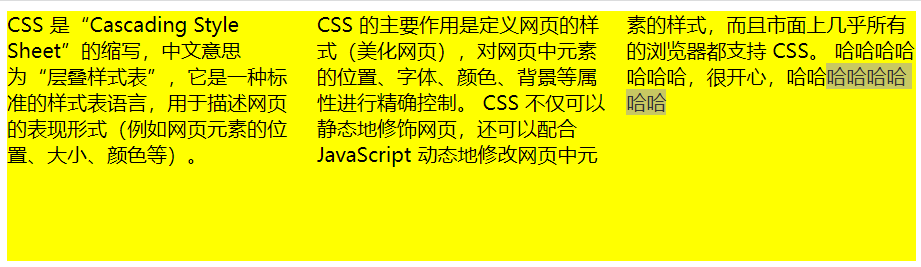 CSS 是“Cascading Style
Sheet”的缩写，中文意思
为“层叠样式表”，它是一种标
准的样式表语言，用于描述网页
的表现形式（例如网页元素的位
置、大小、颜色等）。
CSS 的主要作用是定义网页的样
式（美化网页），对网页中元素
的位置、字体、颜色、背景等属
性进行精确控制。 CSS 不仅可以
静态地修饰网页，还可以配合
JavaScript 动态地修改网页中元
素的样式，而且市面上几乎所有
的浏览器都支持 CSS。 哈哈哈哈
哈哈哈，很开心，哈哈哈哈哈哈
哈哈